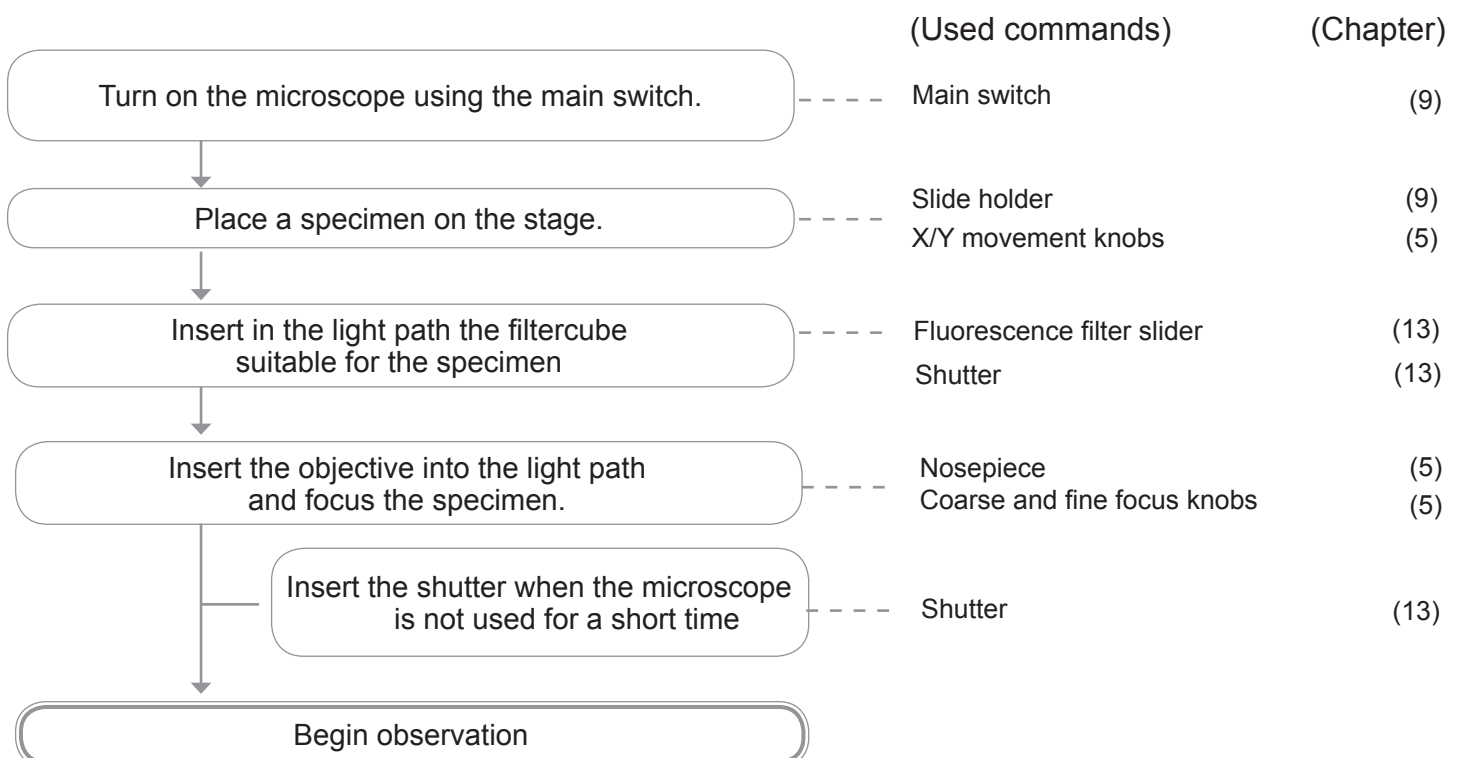 (Used commands) (Chapter)
Turn on the microscope using the main switch. Main switch (9)
Place a specimen on the stage. Slide holder (9)
X/Y movement knobs (5)
Insert in the light path the filtercube
suitable for the specimen
Fluorescence filter slider (13)
Shutter (13)
Insert the objective into the light path
and focus the specimen.
Nosepiece (5)
Coarse and fine focus knobs (5)
Insert the shutter when the microscope
is not used for a short time
Shutter (13)
Begin observation